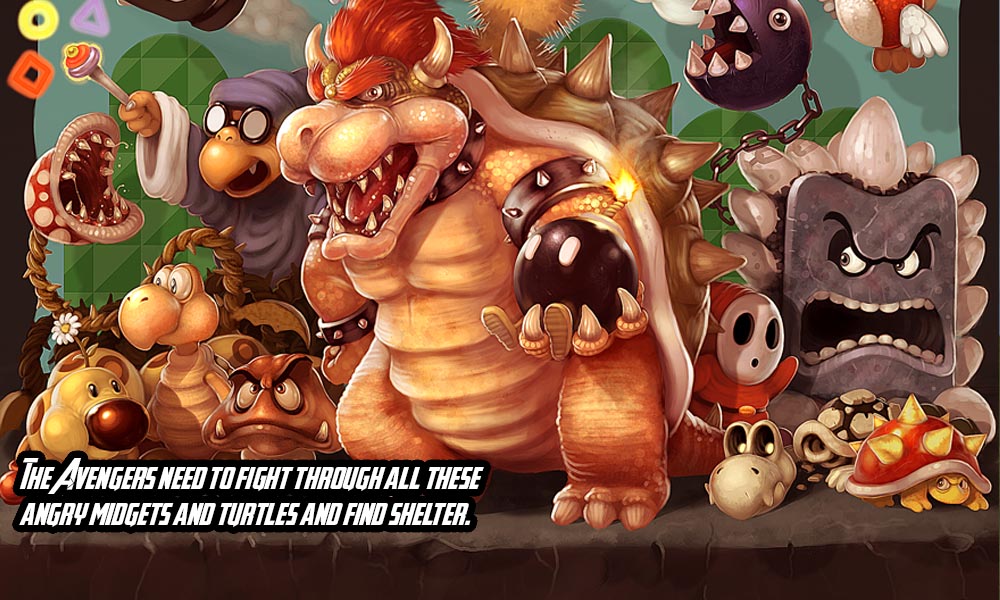 The Avengers need to fight through all these
angry midgets and turtles and find shelter.